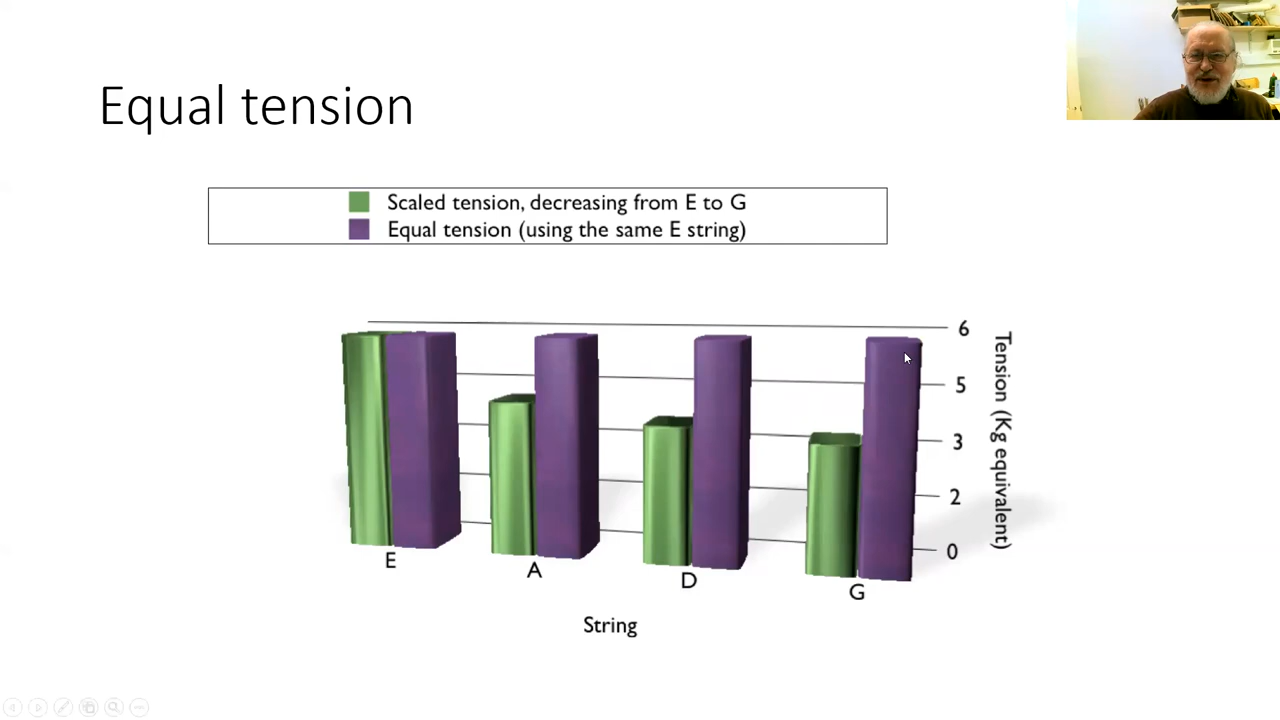 Equal tension
Scaled tension, decreasing from E to G
Equal tension (using the same E string)
6
5
3
2
0
Tension (Kg equivalent)
E
A
D
G
String